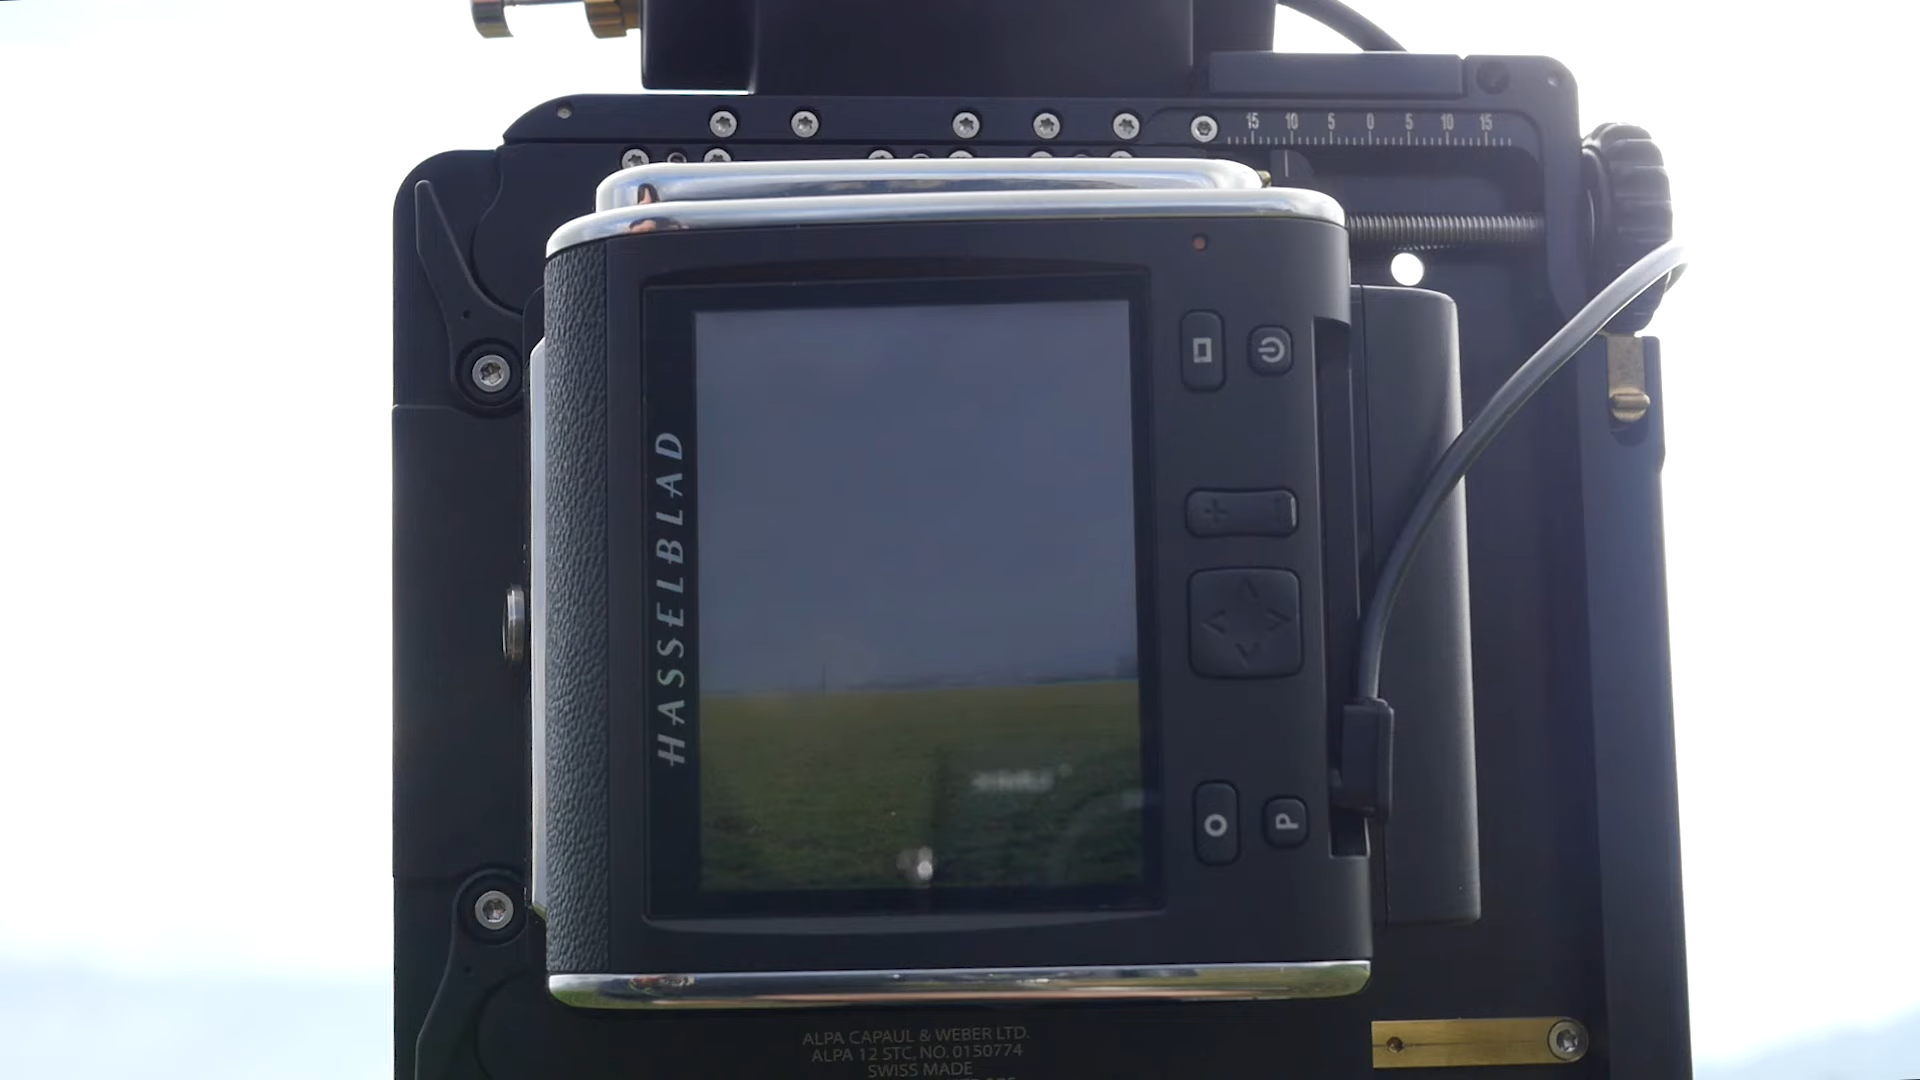 15 10 5 0 5 10 15
HASSELBLAD
P
ALPA CAPAUL & WEBER LTD.
ALPA 12 STC, NO. 0150774
SWISS MADE